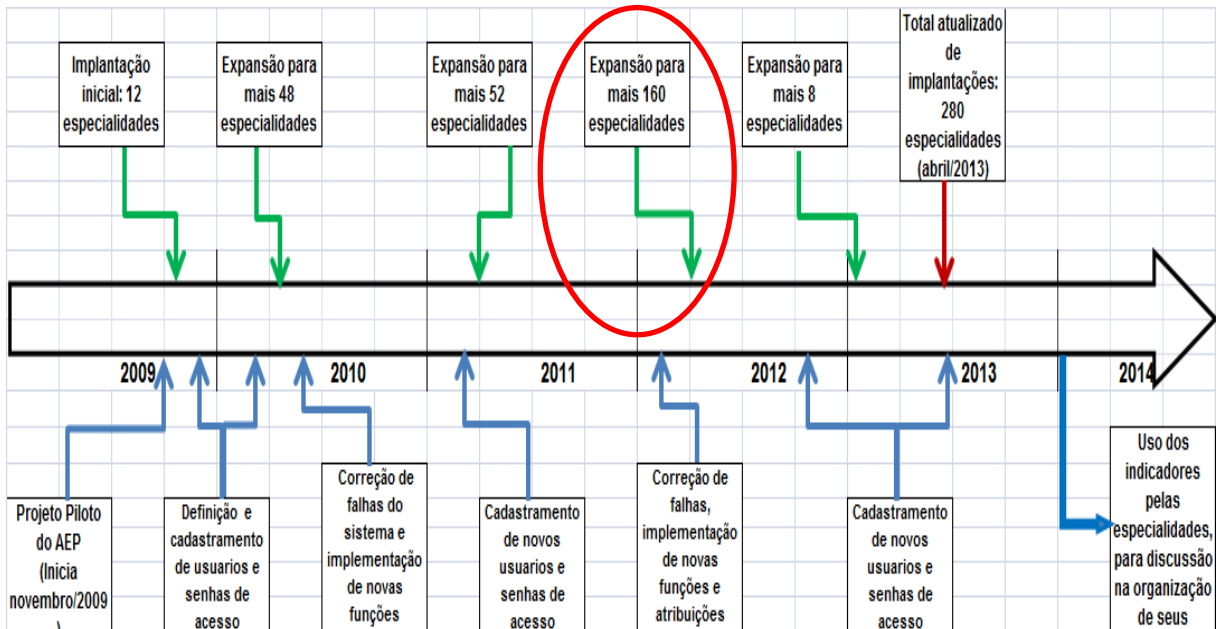 Implantação
inicial: 12
especialidades
Expansão para
mais 48
especialidades
Expansão para
mais 52
especialidades
Expansão para
mais 160
especialidades
Expansão para
mais 8
especialidades
Total atualizado
de
implantações:
280
especialidades
(abril/2013)
2009
2010
2011
2012
2013
2014
Projeto Piloto
do AEP
(Inicia
novembro/2009
)
Definição e
cadastramento
de usuarios e
senhas de
acesso
Correção de
falhas do
sistema e
implementação
de novas
funções
Cadastramento
de novos
usuarios e
senhas de
acesso
Correção de
falhas,
implementação
de novas
funções e
atribuições
Cadastramento
de novos
usuarios e
senhas de
acesso
Uso dos
indicadores
pelas
especialidades,
para discussão
na organização
de seus